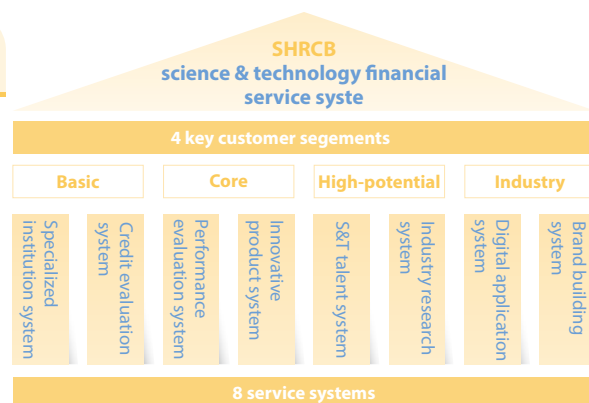 SHRCB
science & technology financial
service syste
4 key customer segements
Basic
Core
High-potential
Industry
Specialized
institution system
Credit evaluation
system
Performance
evaluation system
Innovative
product system
S&T talent system
Industry research
system
Digital application
system
Brand building
system
8 service systems